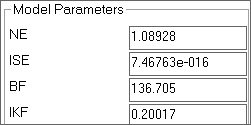 Model Parameters
NE 1.08928
ISE 7.46763e-016
BF 136.705
IKF 0.20017